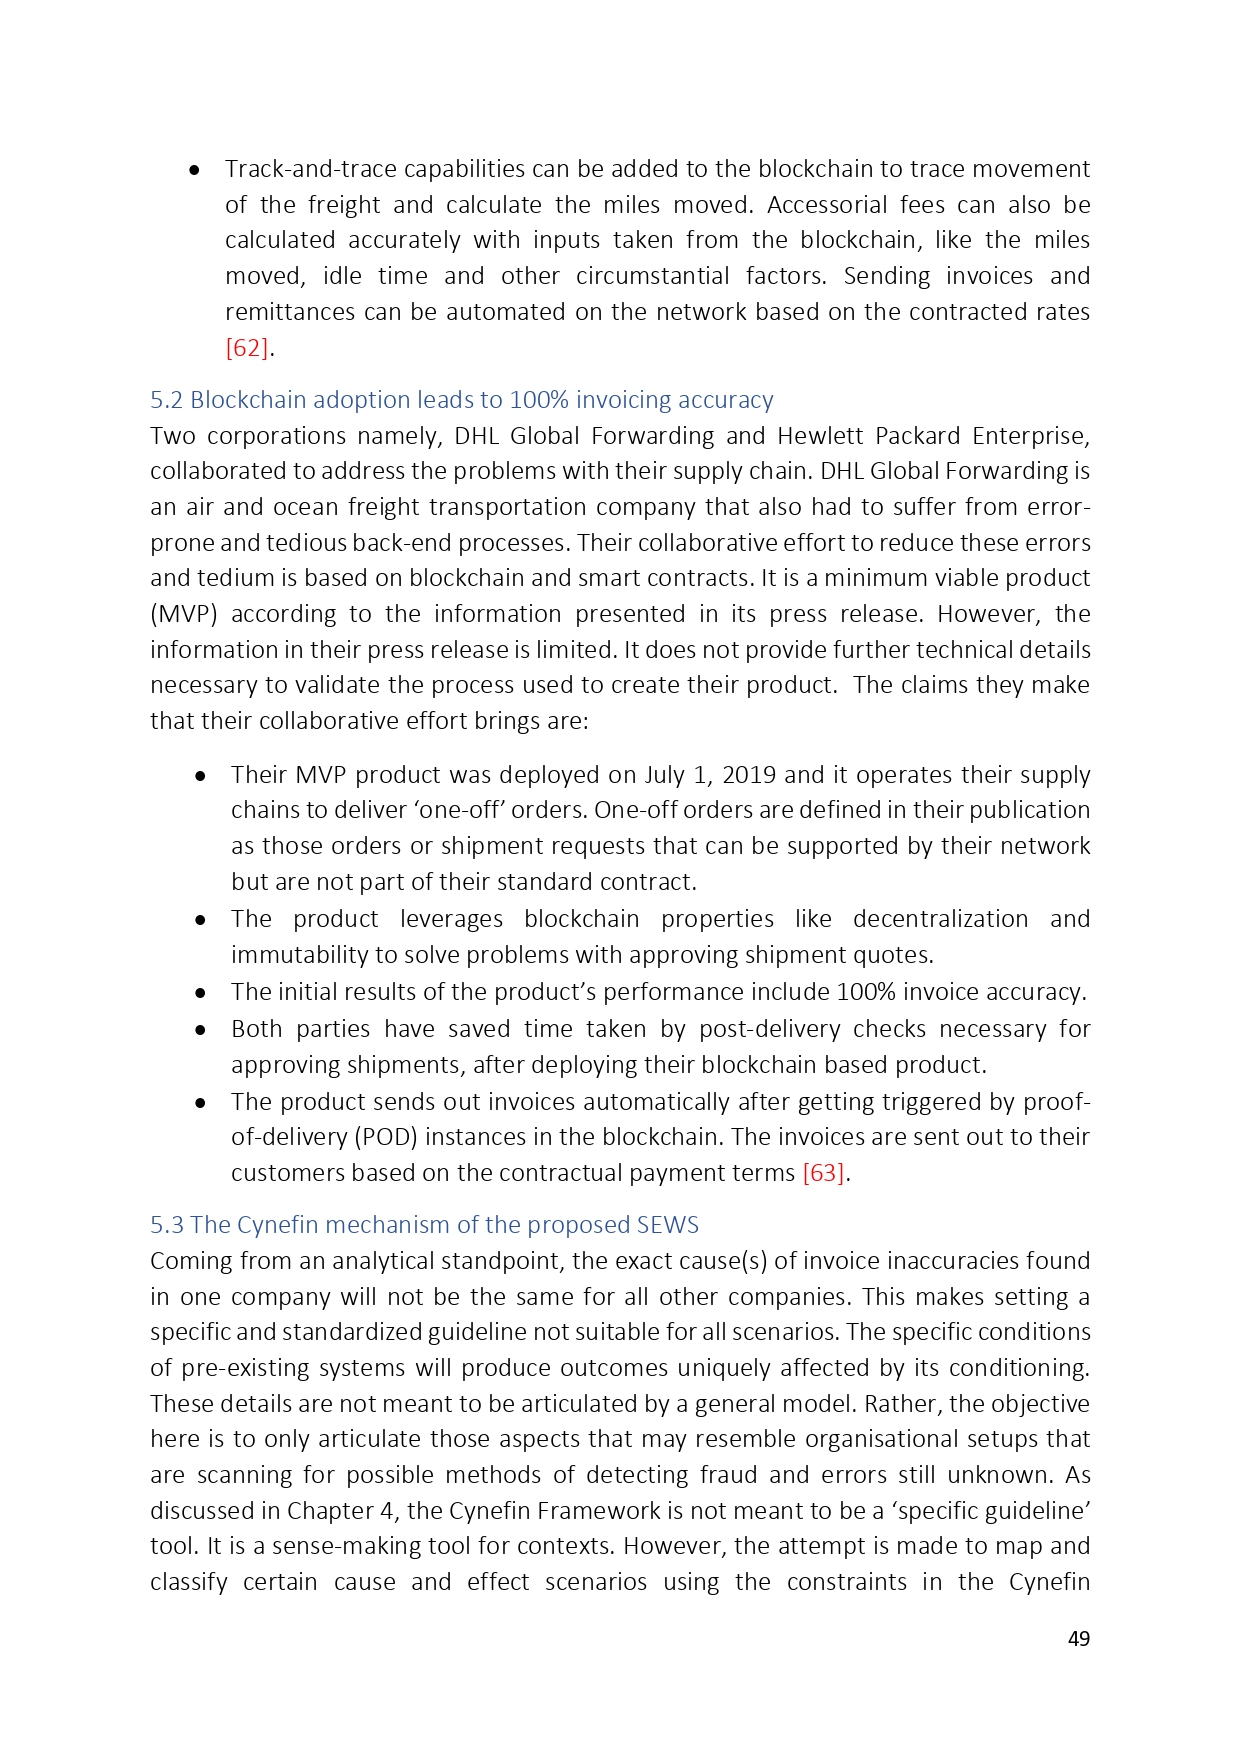 • Track-and-trace capabilities can be added to the blockchain to trace movement
of the freight and calculate the miles moved. Accessorial fees can also be
calculated accurately with inputs taken from the blockchain, like the miles
moved, idle time and other circumstantial factors. Sending invoices and
remittances can be automated on the network based on the contracted rates
[62].
5.2 Blockchain adoption leads to 100% invoicing accuracy
Two corporations namely, DHL Global Forwarding and Hewlett Packard Enterprise,
collaborated to address the problems with their supply chain. DHL Global Forwarding is
an air and ocean freight transportation company that also had to suffer from error-
prone and tedious back-end processes. Their collaborative effort to reduce these errors
and tedium is based on blockchain and smart contracts. It is a minimum viable product
(MVP) according to the information presented in its press release. However, the
information in their press release is limited. It does not provide further technical details
necessary to validate the process used to create their product.  The claims they make
that their collaborative effort brings are:
• Their MVP product was deployed on July 1, 2019 and it operates their supply
chains to deliver ‘one-off’ orders. One-off orders are defined in their publication
as those orders or shipment requests that can be supported by their network
but are not part of their standard contract.
• The product leverages blockchain properties like decentralization and
immutability to solve problems with approving shipment quotes.
• The initial results of the product’s performance include 100% invoice accuracy.
• Both parties have saved time taken by post-delivery checks necessary for
approving shipments, after deploying their blockchain based product.
• The product sends out invoices automatically after getting triggered by proof-
of-delivery (POD) instances in the blockchain. The invoices are sent out to their
customers based on the contractual payment terms [63].
5.3 The Cynefin mechanism of the proposed SEWS
Coming from an analytical standpoint, the exact cause(s) of invoice inaccuracies found
in one company will not be the same for all other companies. This makes setting a
specific and standardized guideline not suitable for all scenarios. The specific conditions
of pre-existing systems will produce outcomes uniquely affected by its conditioning.
These details are not meant to be articulated by a general model. Rather, the objective
here is to only articulate those aspects that may resemble organisational setups that
are scanning for possible methods of detecting fraud and errors still unknown. As
discussed in Chapter 4, the Cynefin Framework is not meant to be a ‘specific guideline’
tool. It is a sense-making tool for contexts. However, the attempt is made to map and
classify certain cause and effect scenarios using the constraints in the Cynefin
49